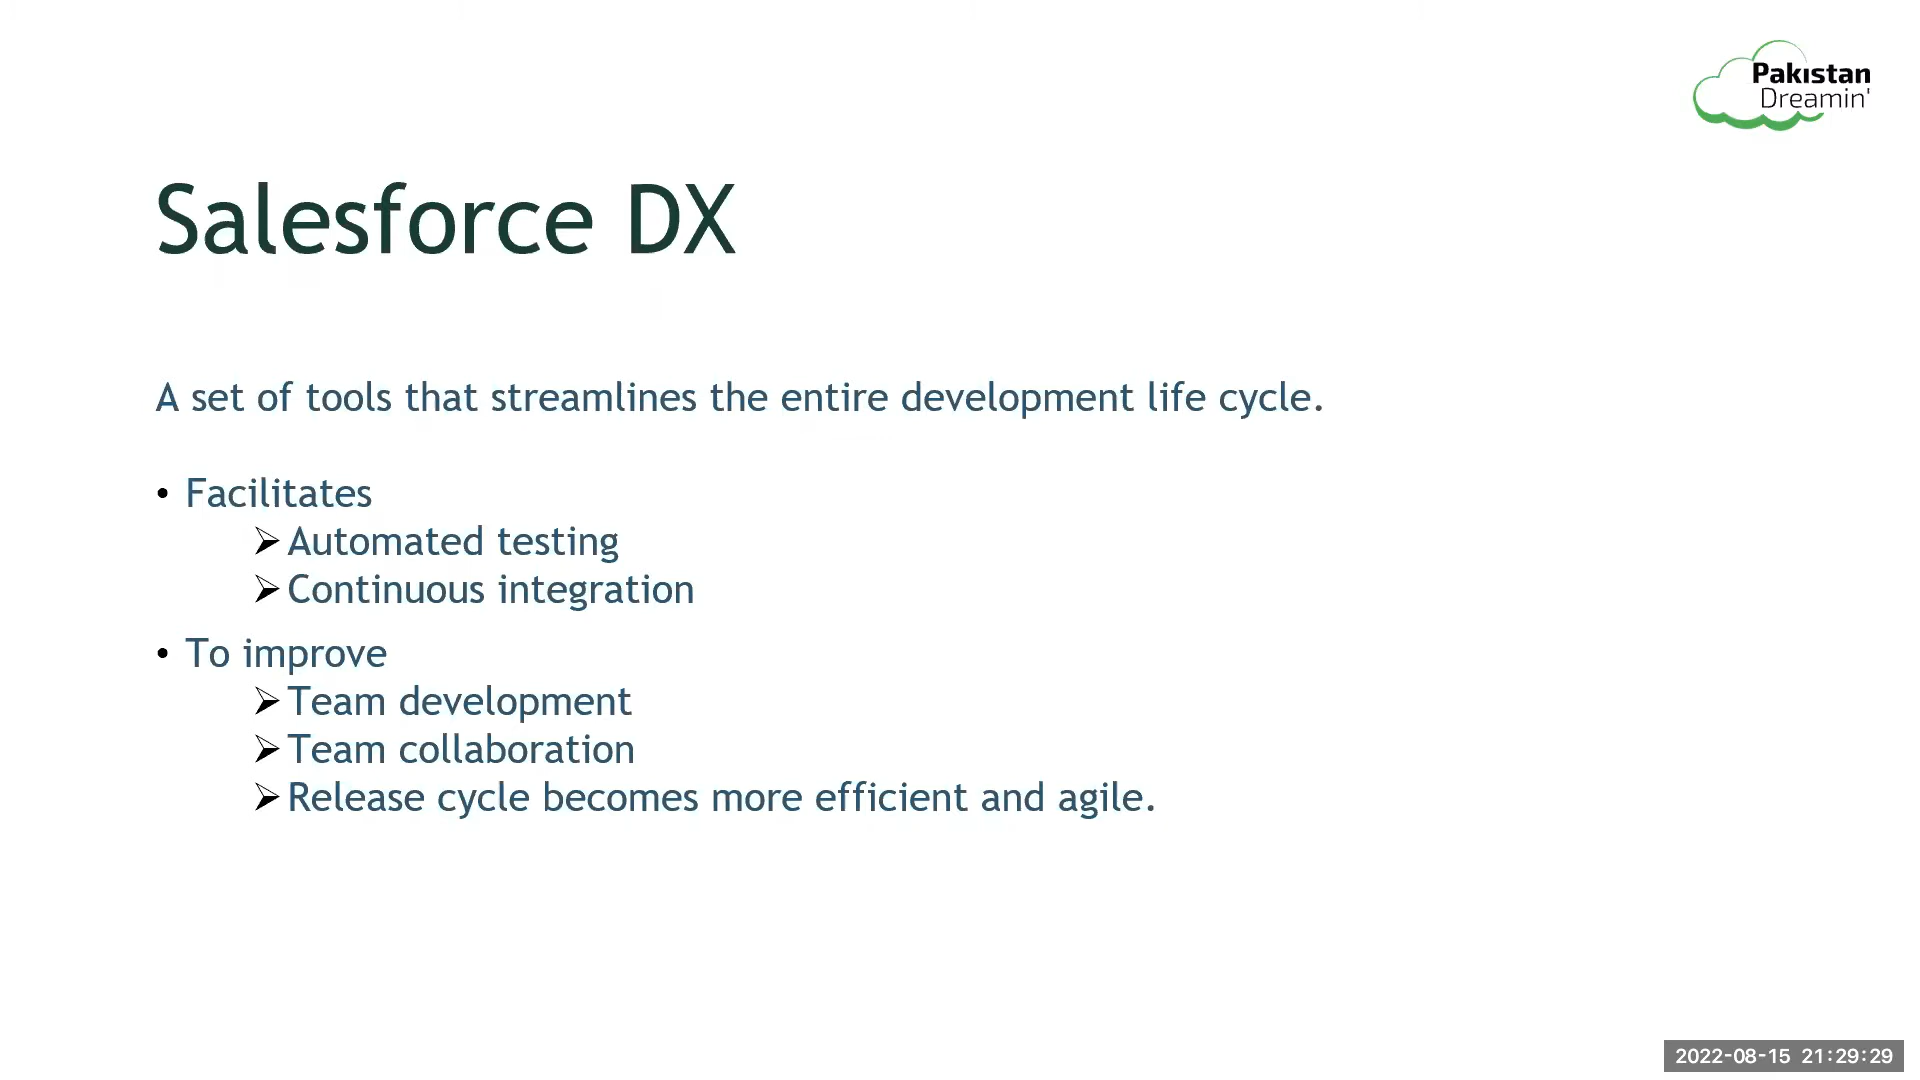 Pakistan
Dreamin'
Salesforce DX
A set of tools that streamlines the entire development life cycle.
• Facilitates
➢ Automated testing
➢ Continuous integration
• To improve
➢ Team development
➢ Team collaboration
➢ Release cycle becomes more efficient and agile.
2022-08-15 21:29:29